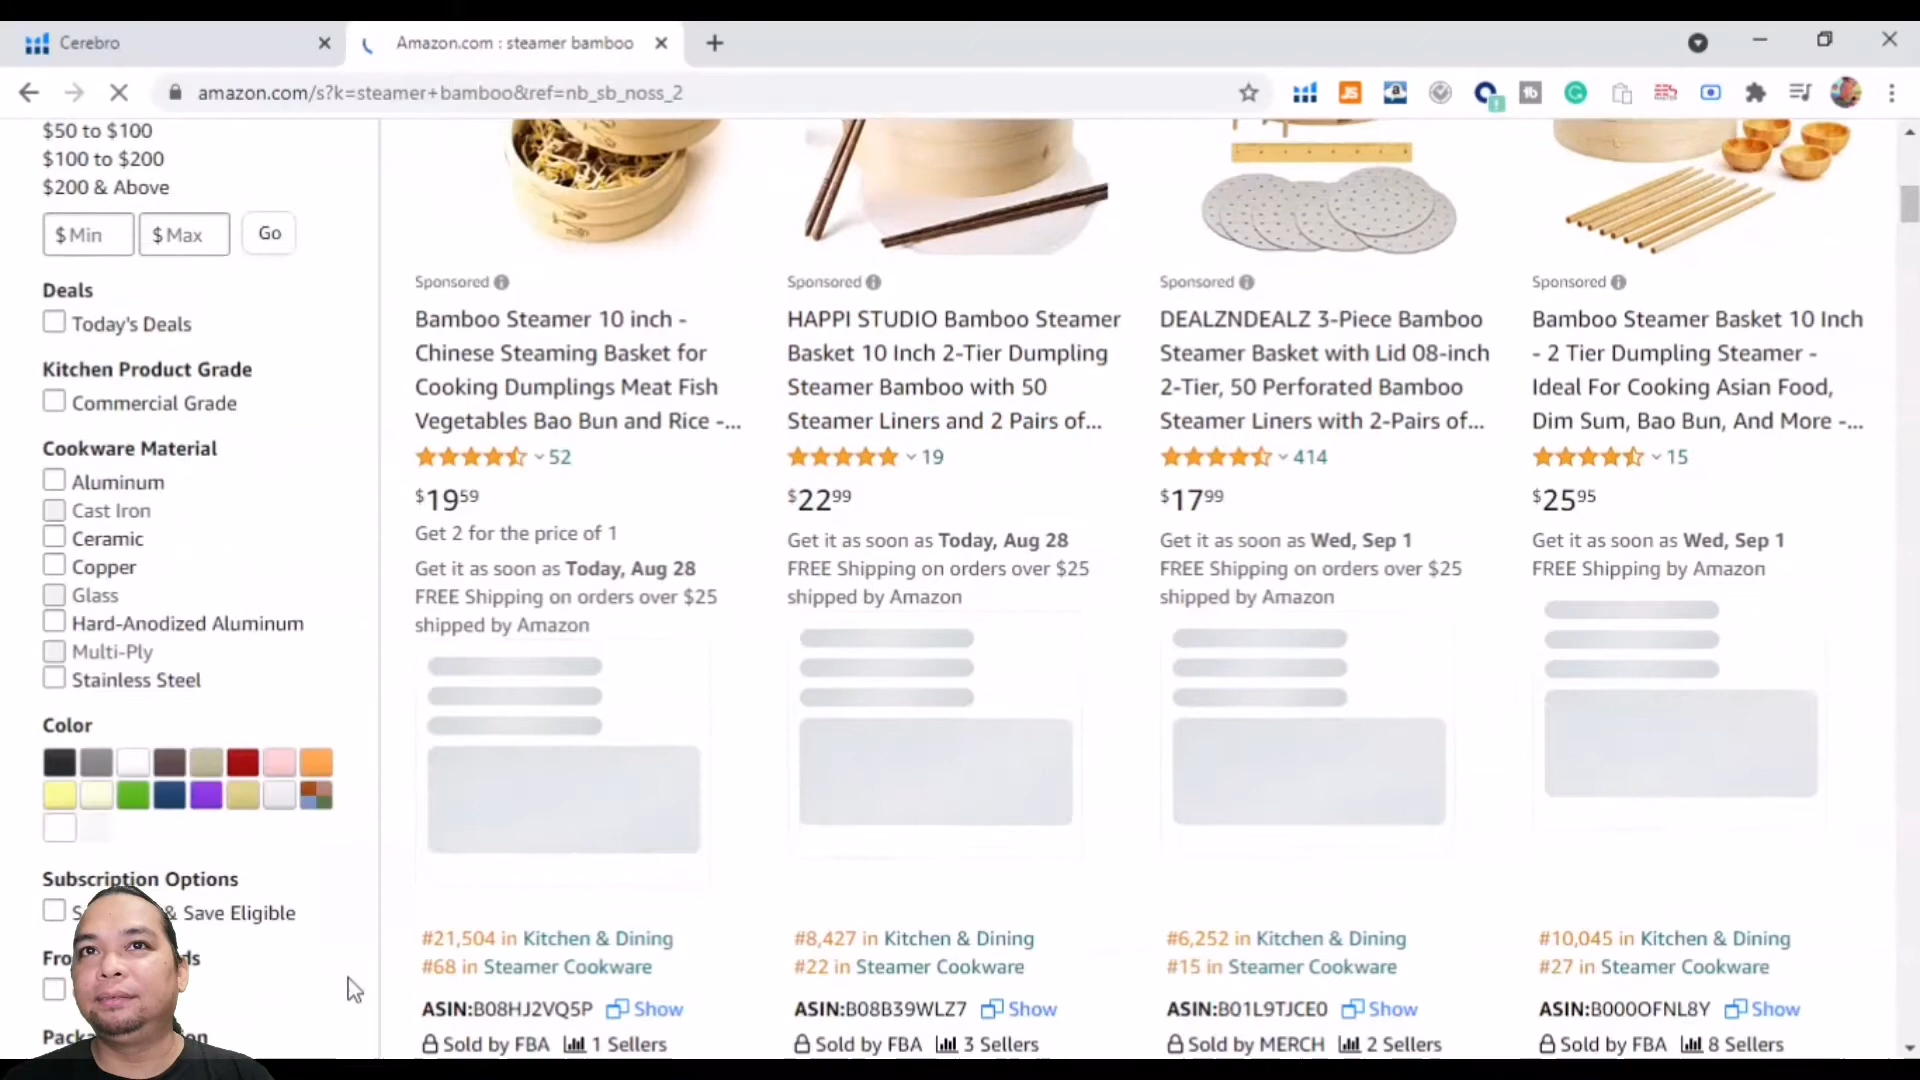 Cerebro
Amazon.com : steamer bamboo
amazon.com/s?k=steamer+bamboo&ref=nb_sb_noss_2
$50 to $100
$100 to $200
$200 & Above
$ Min $ Max Go
Deals
Today's Deals
Kitchen Product Grade
Commercial Grade
Cookware Material
Aluminum
Cast Iron
Ceramic
Copper
Glass
Hard-Anodized Aluminum
Multi-Ply
Stainless Steel
Color
Subscription Options
& Save Eligible
Sponsored
Bamboo Steamer 10 inch -
Chinese Steaming Basket for
Cooking Dumplings Meat Fish
Vegetables Bao Bun and Rice -...
52
$1959
Get 2 for the price of 1
Get it as soon as Today, Aug 28
FREE Shipping on orders over $25
shipped by Amazon
#21,504 in Kitchen & Dining
#68 in Steamer Cookware
ASIN:B08HJ2VQ5P Show
Sold by FBA 1 Sellers
Sponsored
HAPPI STUDIO Bamboo Steamer
Basket 10 Inch 2-Tier Dumpling
Steamer Bamboo with 50
Steamer Liners and 2 Pairs of...
19
$2299
Get it as soon as Today, Aug 28
FREE Shipping on orders over $25
shipped by Amazon
#8,427 in Kitchen & Dining
#22 in Steamer Cookware
ASIN:B08B39WLZ7 Show
Sold by FBA 3 Sellers
Sponsored
DEALZNDEALZ 3-Piece Bamboo
Steamer Basket with Lid 08-inch
2-Tier, 50 Perforated Bamboo
Steamer Liners with 2-Pairs of...
414
$1799
Get it as soon as Wed, Sep 1
FREE Shipping on orders over $25
shipped by Amazon
#6,252 in Kitchen & Dining
#15 in Steamer Cookware
ASIN:B01L9TJCE0 Show
Sold by MERCH 2 Sellers
Sponsored
Bamboo Steamer Basket 10 Inch
- 2 Tier Dumpling Steamer -
Ideal For Cooking Asian Food,
Dim Sum, Bao Bun, And More -...
15
$2595
Get it as soon as Wed, Sep 1
FREE Shipping by Amazon
#10,045 in Kitchen & Dining
#27 in Steamer Cookware
ASIN:B000OFNL8Y Show
Sold by FBA 8 Sellers